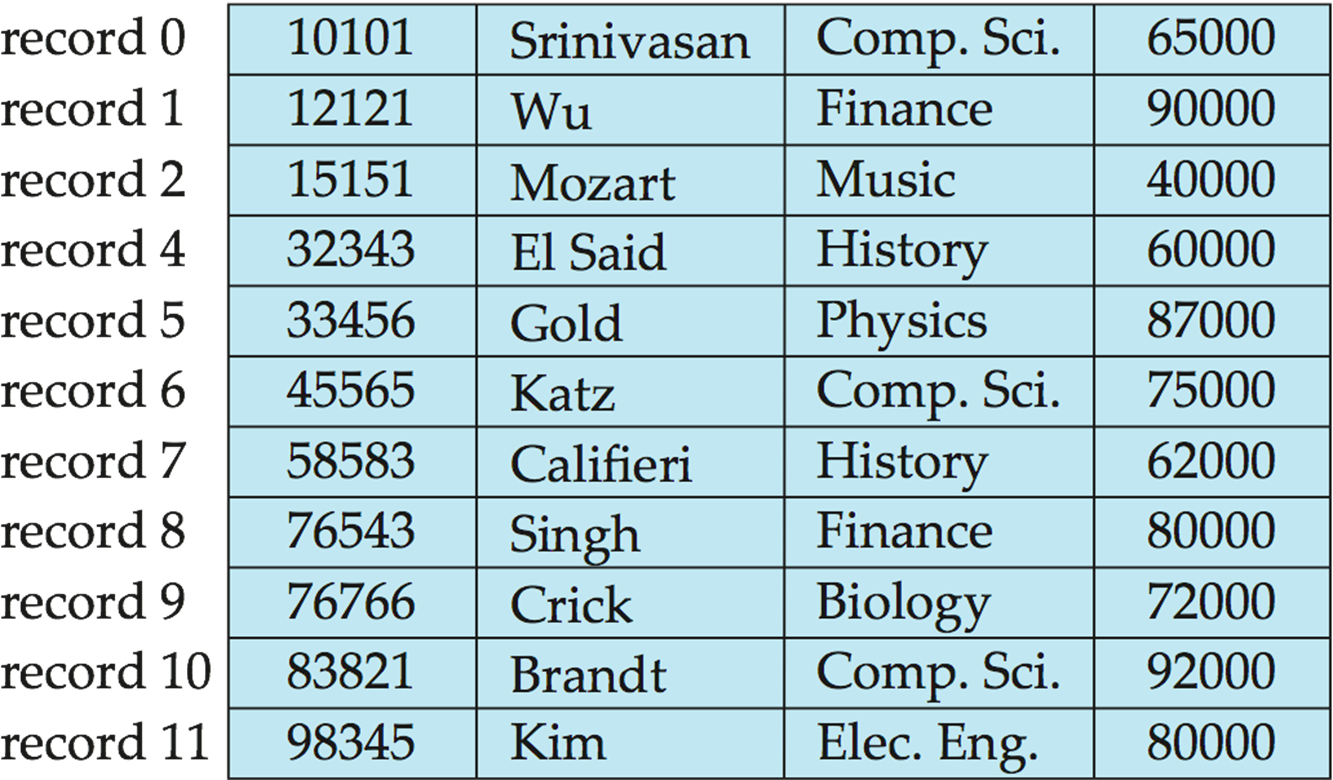 record 0 10101 Srinivasan Comp. Sci. 65000
record 1 12121 Wu Finance 90000
record 2 15151 Mozart Music 40000
record 4 32343 El Said History 60000
record 5 33456 Gold Physics 87000
record 6 45565 Katz Comp. Sci. 75000
record 7 58583 Califieri History 62000
record 8 76543 Singh Finance 80000
record 9 76766 Crick Biology 72000
record 10 83821 Brandt Comp. Sci. 92000
record 11 98345 Kim Elec. Eng. 80000